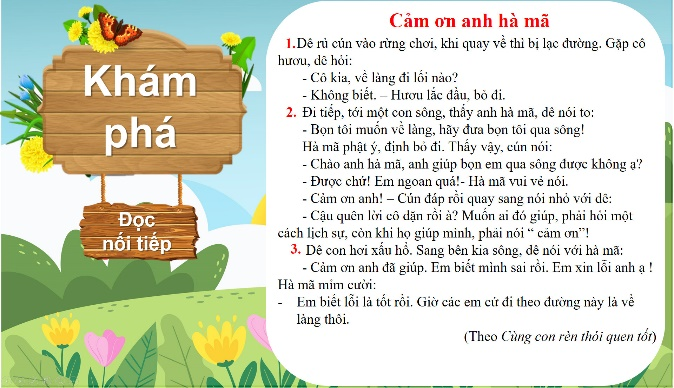 Khám
phá
Đọc
nối tiếp
Cảm ơn anh hà mã
1.Dê rủ cún vào rừng chơi, khi quay về thì bị lạc đường. Gặp cô
hươu, dê hỏi:
- Cô kia, về làng đi lối nào?
- Không biết. – Hươu lắc đầu, bỏ đi.
2. Đi tiếp, tới một con sông, thấy anh hà mã, dê nói to:
- Bọn tôi muốn về làng, hãy đưa bọn tôi qua sông!
Hà mã phật ý, định bỏ đi. Thấy vậy, cún nói:
- Chào anh hà mã, anh giúp bọn em qua sông được không ạ?
- Được chứ! Em ngoan quá!- Hà mã vui vẻ nói.
- Cảm ơn anh! – Cún đáp rồi quay sang nói nhỏ với dê:
- Cậu quên lời cô dặn rồi à? Muốn ai đó giúp, phải hỏi một
cách lịch sự, còn khi họ giúp mình, phải nói “ cảm ơn”!
3. Dê con hơi xấu hổ. Sang bên kia sông, dê nói với hà mã:
- Cảm ơn anh đã giúp. Em biết mình sai rồi. Em xin lỗi anh ạ !
Hà mã mỉm cười:
- Em biết lỗi là tốt rồi. Giờ các em cứ đi theo đường này là về
làng thôi.
(Theo Cùng con rèn thói quen tốt)